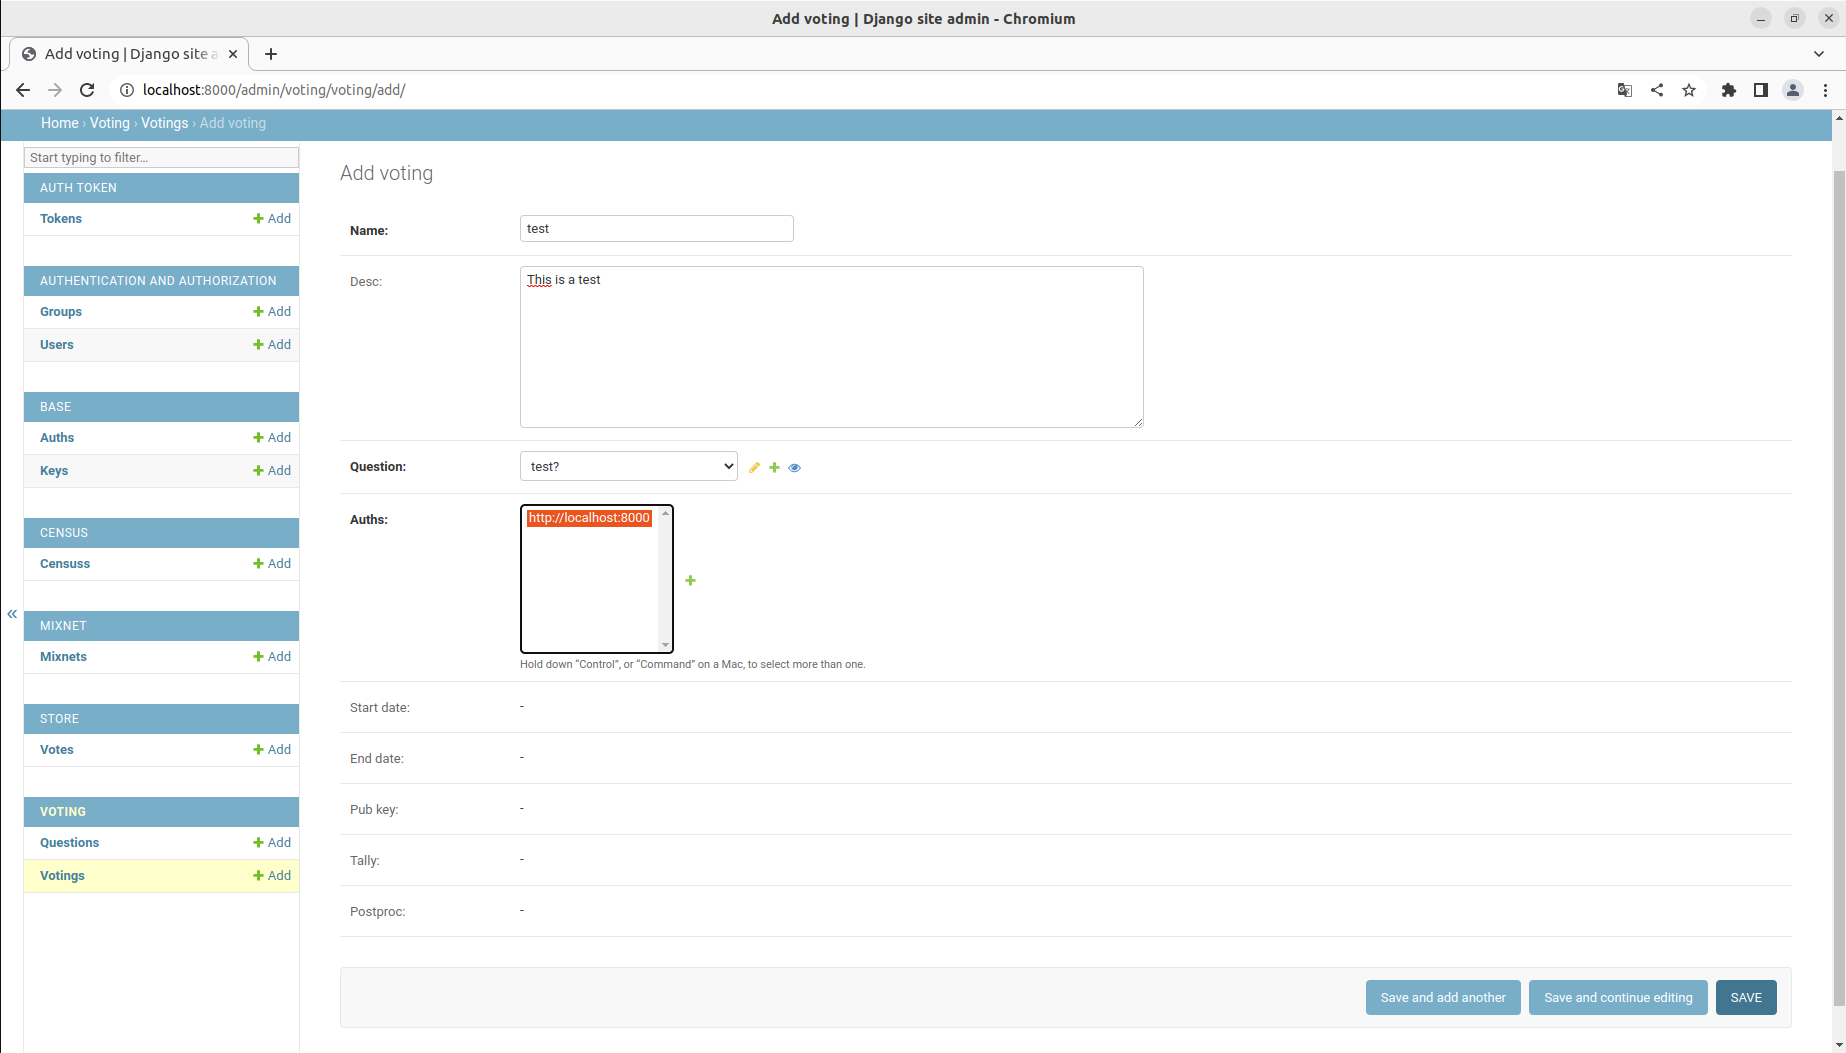 Add voting | Django site admin - Chromium
Add voting | Django site a
localhost:8000/admin/voting/voting/add/
Home › Voting › Votings › Add voting
Start typing to filter...
AUTH TOKEN
Tokens Add
AUTHENTICATION AND AUTHORIZATION
Groups Add
Users Add
BASE
Auths Add
Keys Add
CENSUS
Censuss Add
MIXNET
Mixnets Add
STORE
Votes Add
VOTING
Questions Add
Votings Add
«
Add voting
Name: test
Desc: This is a test
Question: test?
Auths: http://localhost:8000
Hold down “Control”, or “Command” on a Mac, to select more than one.
Start date: -
End date: -
Pub key: -
Tally: -
Postproc: -
Save and add another Save and continue editing SAVE